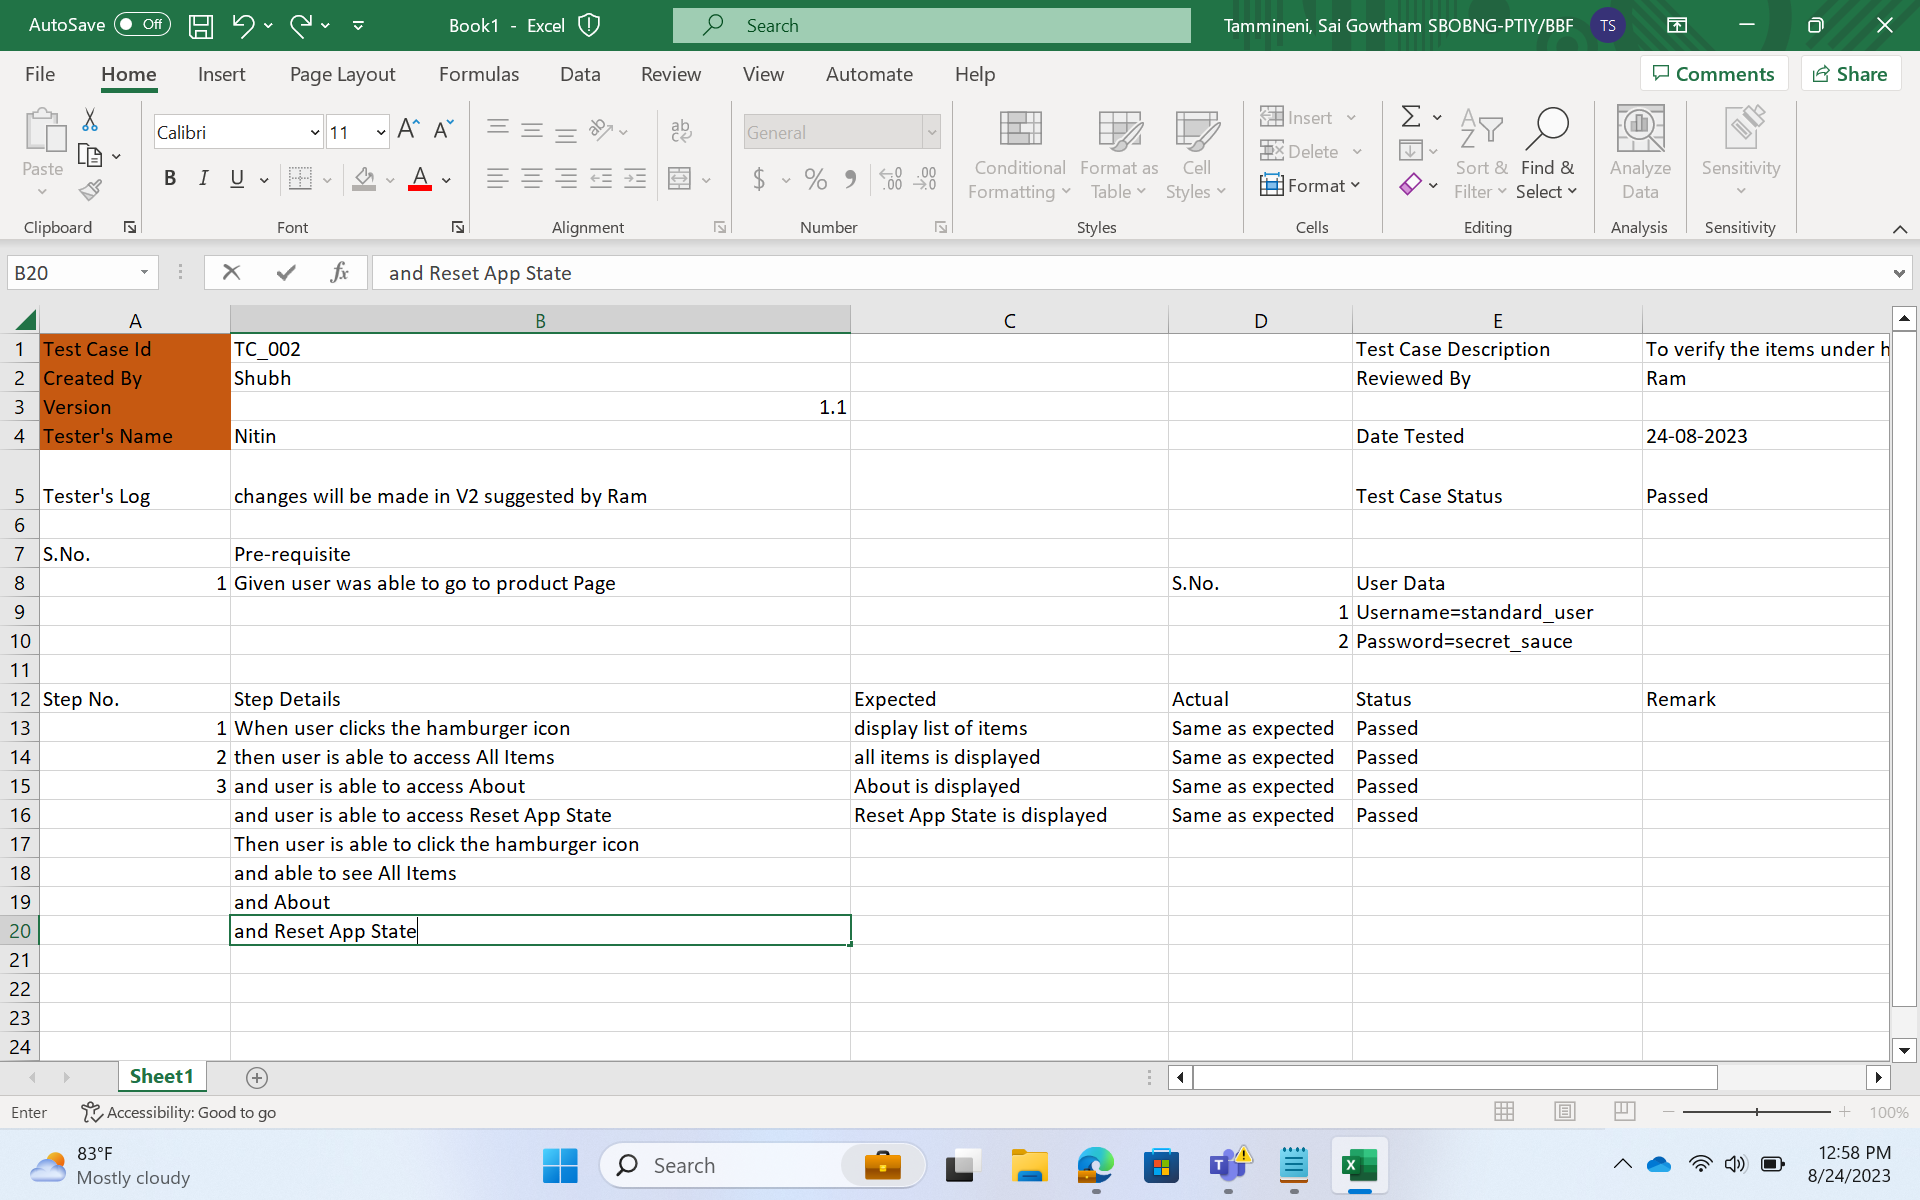 AutoSave Off Book1 - Excel Search Tammineni, Sai Gowtham SBOBNG-PTIY/BBF TS
File Home Insert Page Layout Formulas Data Review View Automate Help Comments Share
Paste Calibri 11 A A ab c General Conditional Formatting Format as Table Cell Styles Insert Delete Format Sort & Filter Find & Select Analyze Data Sensitivity
B I U A $ % .00 .00
Clipboard Font Alignment Number Styles Cells Editing Analysis Sensitivity
B20 fx and Reset App State
A B C D E
1 Test Case Id TC_002 Test Case Description To verify the items under h
2 Created By Shubh Reviewed By Ram
3 Version 1.1
4 Tester's Name Nitin Date Tested 24-08-2023
5 Tester's Log changes will be made in V2 suggested by Ram Test Case Status Passed
6
7 S.No. Pre-requisite
8 1 Given user was able to go to product Page S.No. User Data
9 1 Username=standard_user
10 2 Password=secret_sauce
11
12 Step No. Step Details Expected Actual Status Remark
13 1 When user clicks the hamburger icon display list of items Same as expected Passed
14 2 then user is able to access All Items all items is displayed Same as expected Passed
15 3 and user is able to access About About is displayed Same as expected Passed
16 and user is able to access Reset App State Reset App State is displayed Same as expected Passed
17 Then user is able to click the hamburger icon
18 and able to see All Items
19 and About
20 and Reset App State
21
22
23
24
Sheet1
Enter Accessibility: Good to go 100%
83°F
Mostly cloudy
Search
12:58 PM
8/24/2023